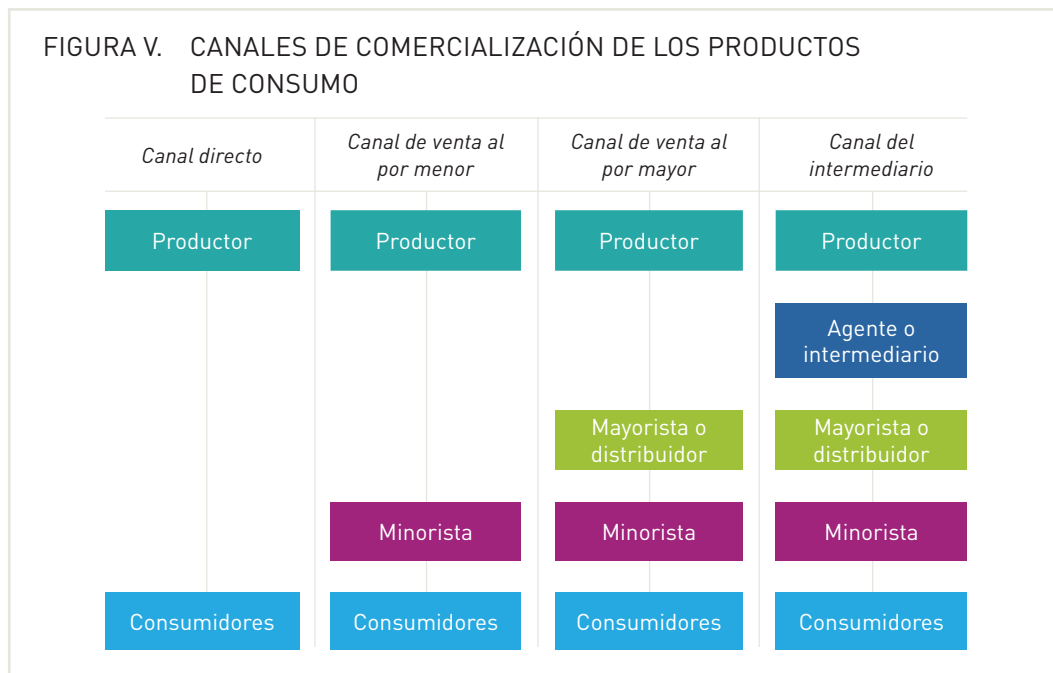 FIGURA V. CANALES DE COMERCIALIZACIÓN DE LOS PRODUCTOS
DE CONSUMO
Canal directo
Canal de venta al
por menor
Canal de venta al
por mayor
Canal del
intermediario
Productor
Productor
Productor
Productor
Agente o
intermediario
Mayorista o
distribuidor
Mayorista o
distribuidor
Minorista
Minorista
Minorista
Consumidores
Consumidores
Consumidores
Consumidores